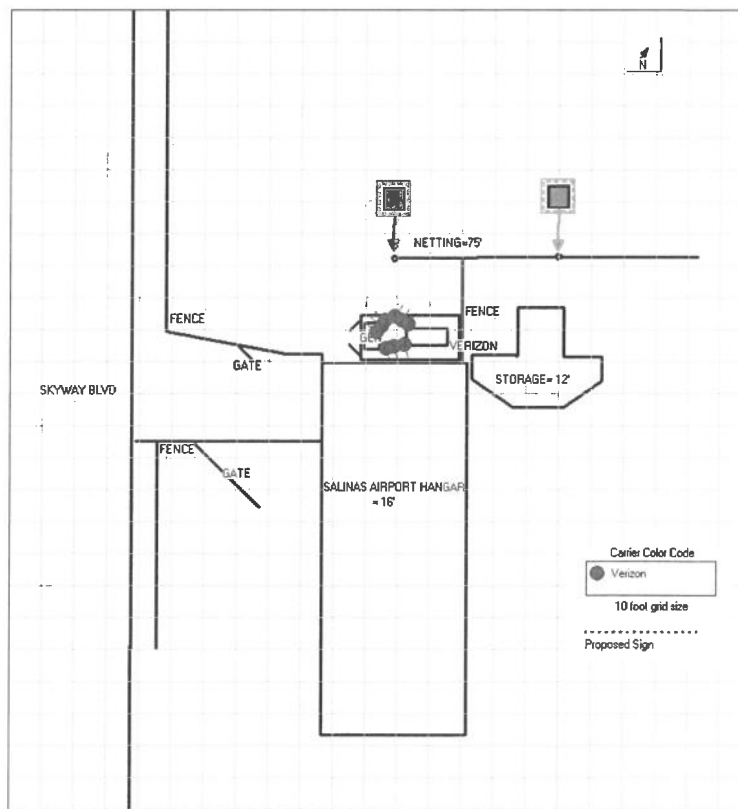 N
NETTING=75'
FENCE
FENCE
GEN
VERIZON
GATE
SKYWAY BLVD
STORAGE= 12'
FENCE
GATE
SALINAS AIRPORT HANGAR
= 16'
Carrier Color Code
Verizon
10 foot grid size
Proposed Sign